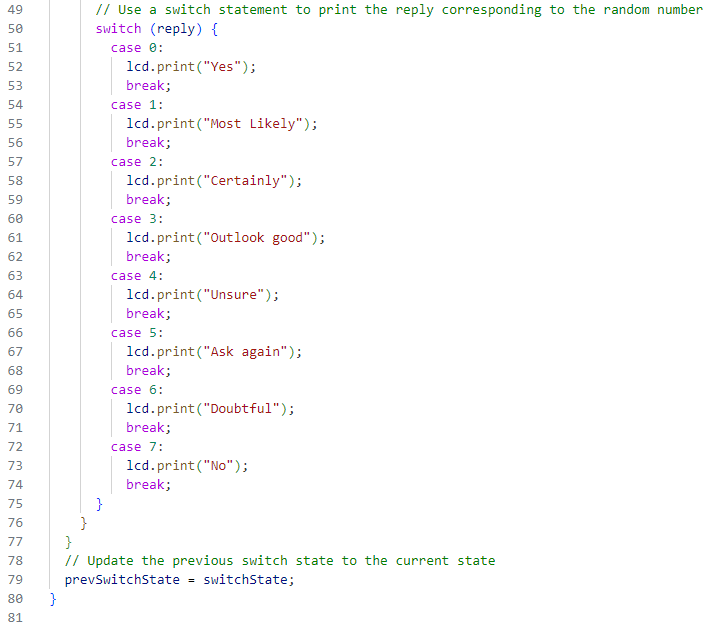 49 // Use a switch statement to print the reply corresponding to the random number
50 switch (reply) {
51 case 0:
52 lcd.print("Yes");
53 break;
54 case 1:
55 lcd.print("Most Likely");
56 break;
57 case 2:
58 lcd.print("Certainly");
59 break;
60 case 3:
61 lcd.print("Outlook good");
62 break;
63 case 4:
64 lcd.print("Unsure");
65 break;
66 case 5:
67 lcd.print("Ask again");
68 break;
69 case 6:
70 lcd.print("Doubtful");
71 break;
72 case 7:
73 lcd.print("No");
74 break;
75 }
76 }
77 }
78 // Update the previous switch state to the current state
79 prevSwitchState = switchState;
80 }
81